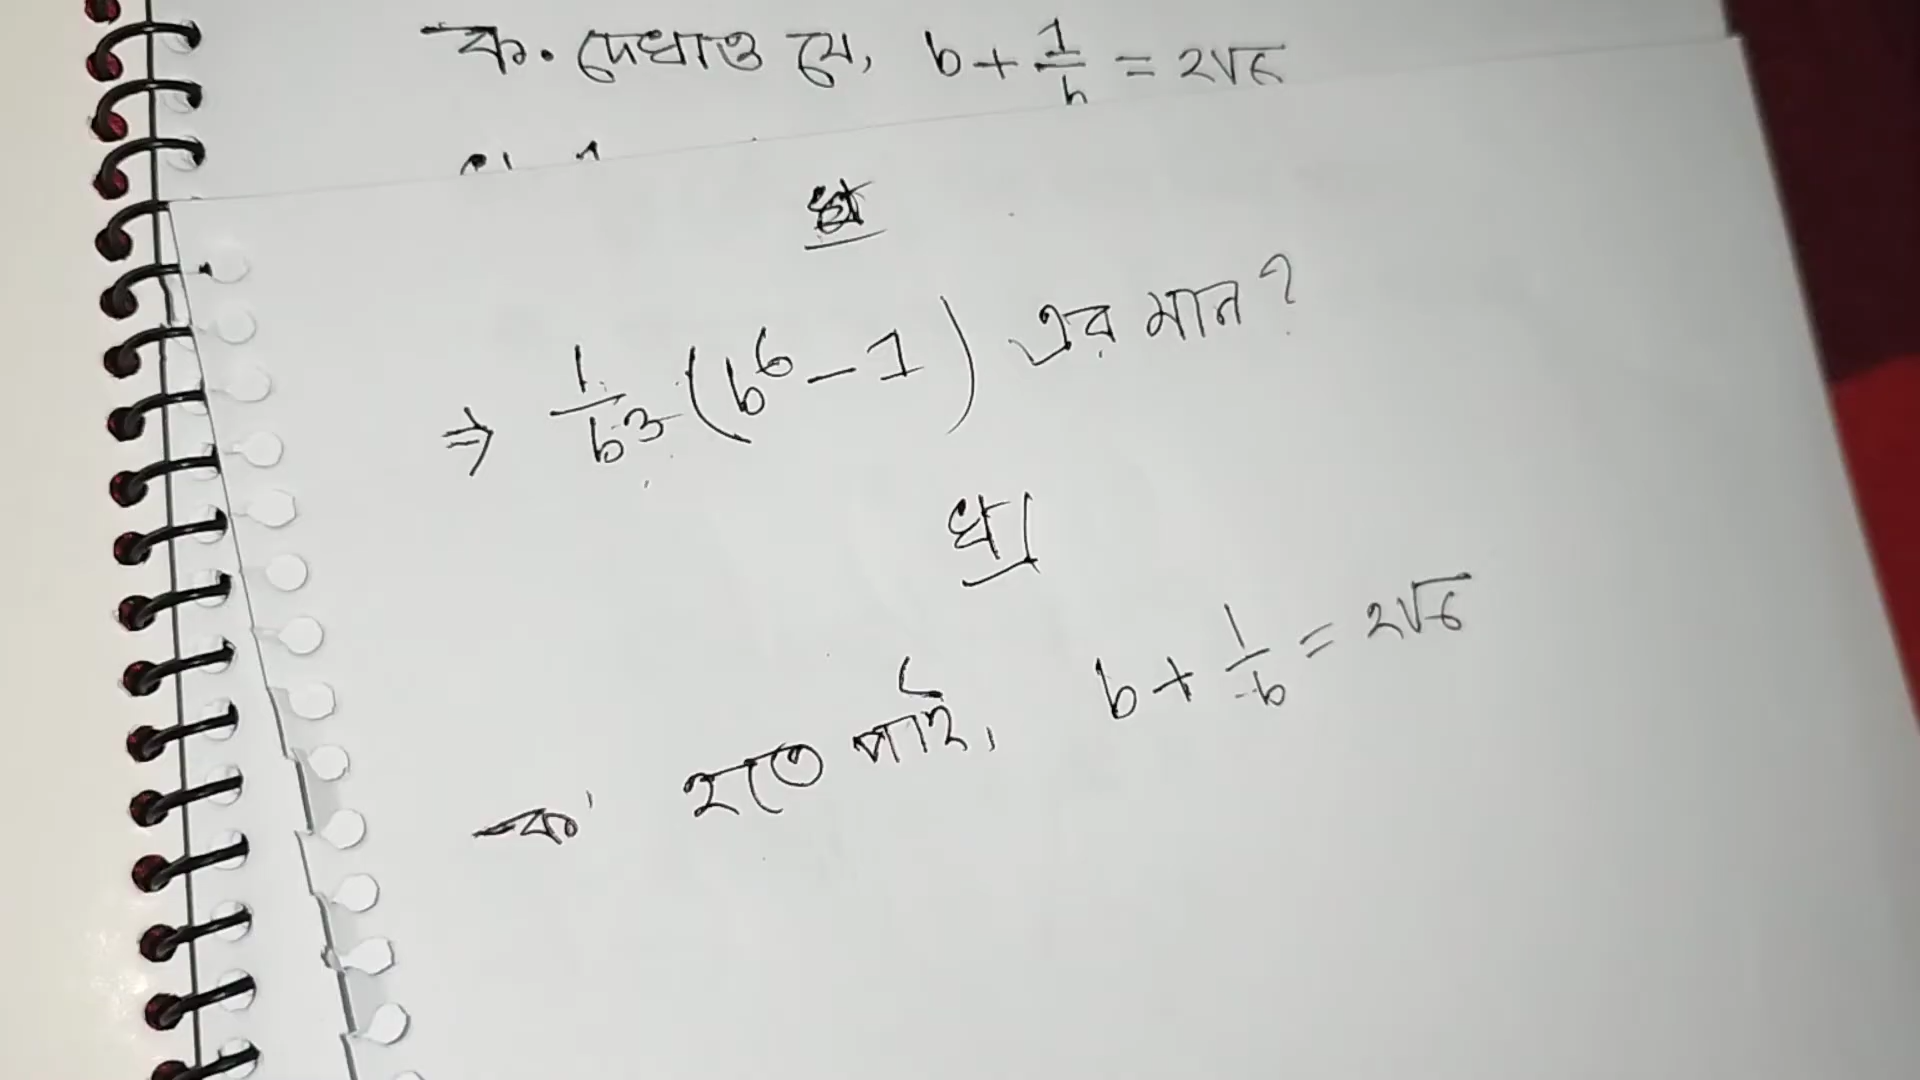 ক. দেখাও যে, b + 1/b = 2√6
⇒ 1/b³ (b⁶ - 1) এর মান?
খ।
ক' হতে পাই, b + 1/b = 2√6